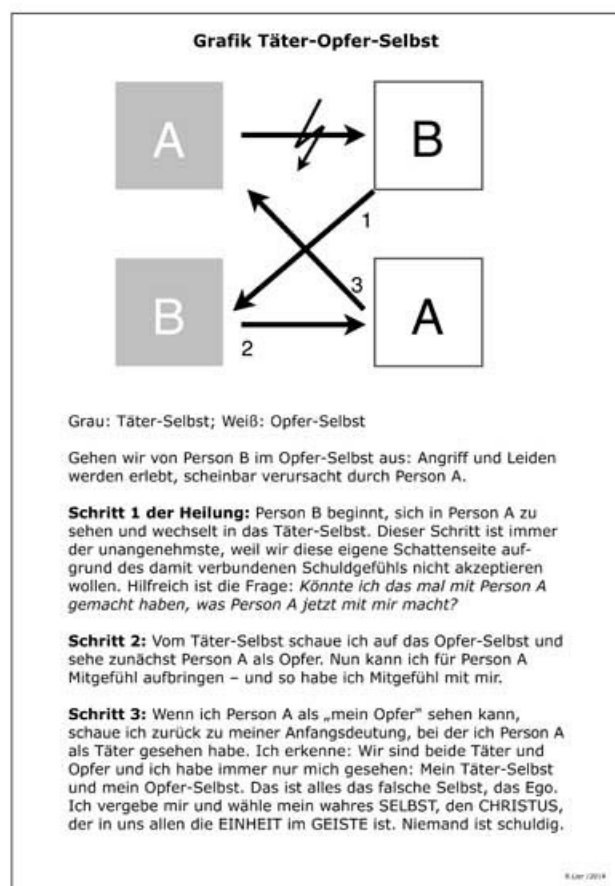 Grafik Täter-Opfer-Selbst
A
B
1
3
B
A
2
Grau: Täter-Selbst; Weiß: Opfer-Selbst
Gehen wir von Person B im Opfer-Selbst aus: Angriff und Leiden
werden erlebt, scheinbar verursacht durch Person A.
Schritt 1 der Heilung: Person B beginnt, sich in Person A zu
sehen und wechselt in das Täter-Selbst. Dieser Schritt ist immer
der unangenehmste, weil wir diese eigene Schattenseite auf-
grund des damit verbundenen Schuldgefühls nicht akzeptieren
wollen. Hilfreich ist die Frage: Könnte ich das mal mit Person A
gemacht haben, was Person A jetzt mit mir macht?
Schritt 2: Vom Täter-Selbst schaue ich auf das Opfer-Selbst und
sehe zunächst Person A als Opfer. Nun kann ich für Person A
Mitgefühl aufbringen – und so habe ich Mitgefühl mit mir.
Schritt 3: Wenn ich Person A als „mein Opfer“ sehen kann,
schaue ich zurück zu meiner Anfangsdeutung, bei der ich Person A
als Täter gesehen habe. Ich erkenne: Wir sind beide Täter und
Opfer und ich habe immer nur mich gesehen: Mein Täter-Selbst
und mein Opfer-Selbst. Das ist alles das falsche Selbst, das Ego.
Ich vergebe mir und wähle mein wahres SELBST, den CHRISTUS,
der in uns allen die EINHEIT im GEISTE ist. Niemand ist schuldig.